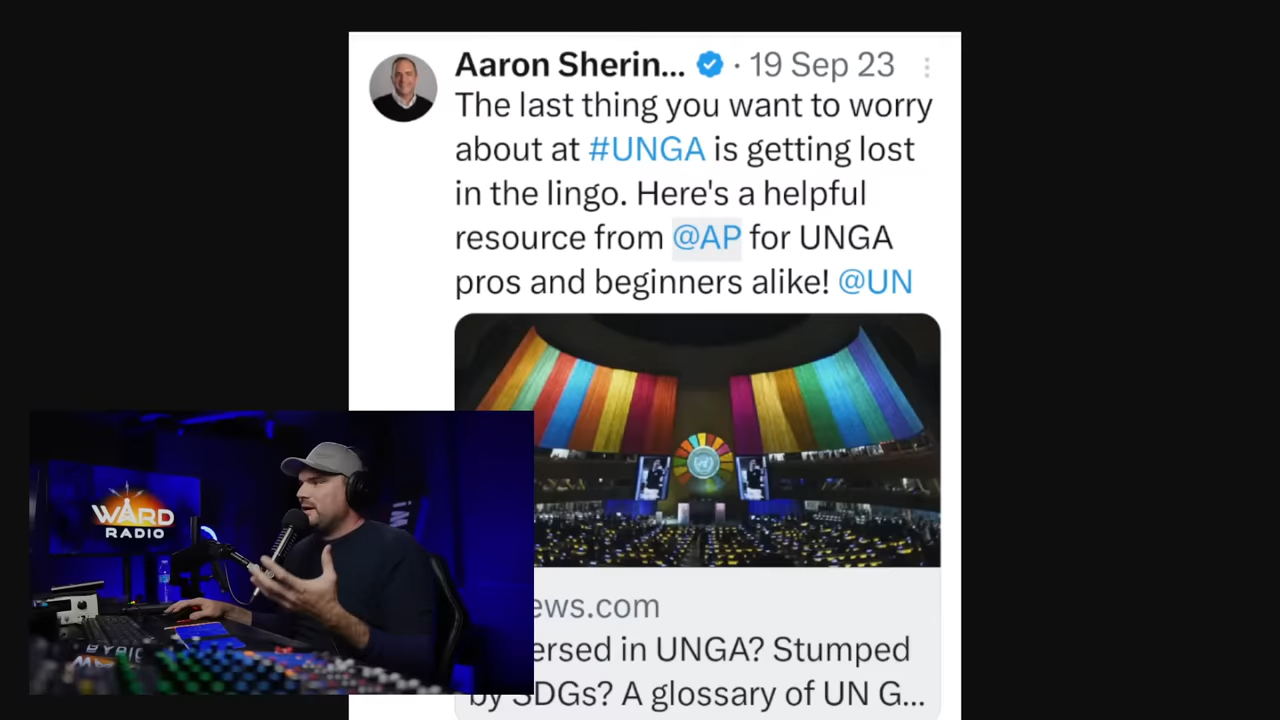 Aaron Sherin... · 19 Sep 23
The last thing you want to worry
about at #UNGA is getting lost
in the lingo. Here's a helpful
resource from @AP for UNGA
pros and beginners alike! @UN
ews.com
ersed in UNGA? Stumped
by SDGs? A glossary of UN G...
WARD
RADIO